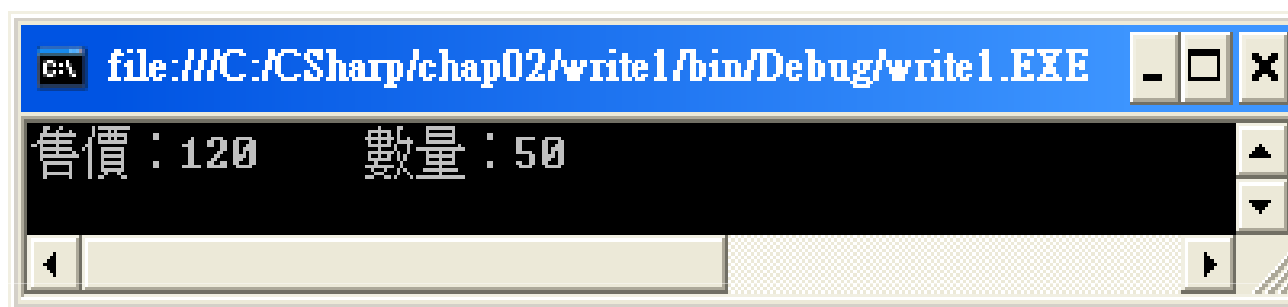 file:///C:/CSharp/chap02/write1/bin/Debug/write1.EXE
售價：120    數量：50